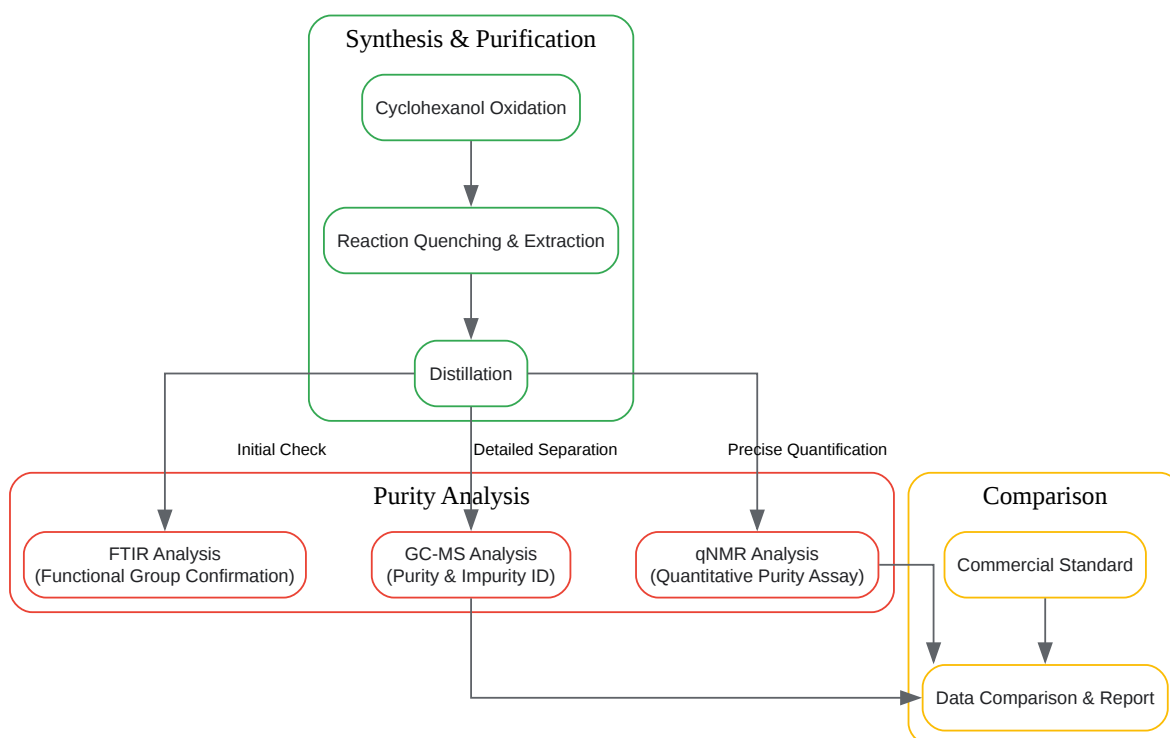 Synthesis & Purification
Cyclohexanol Oxidation
Reaction Quenching & Extraction
Distillation
Initial Check
Detailed Separation
Precise Quantification
Purity Analysis
FTIR Analysis
(Functional Group Confirmation)
GC-MS Analysis
(Purity & Impurity ID)
qNMR Analysis
(Quantitative Purity Assay)
Comparison
Commercial Standard
Data Comparison & Report